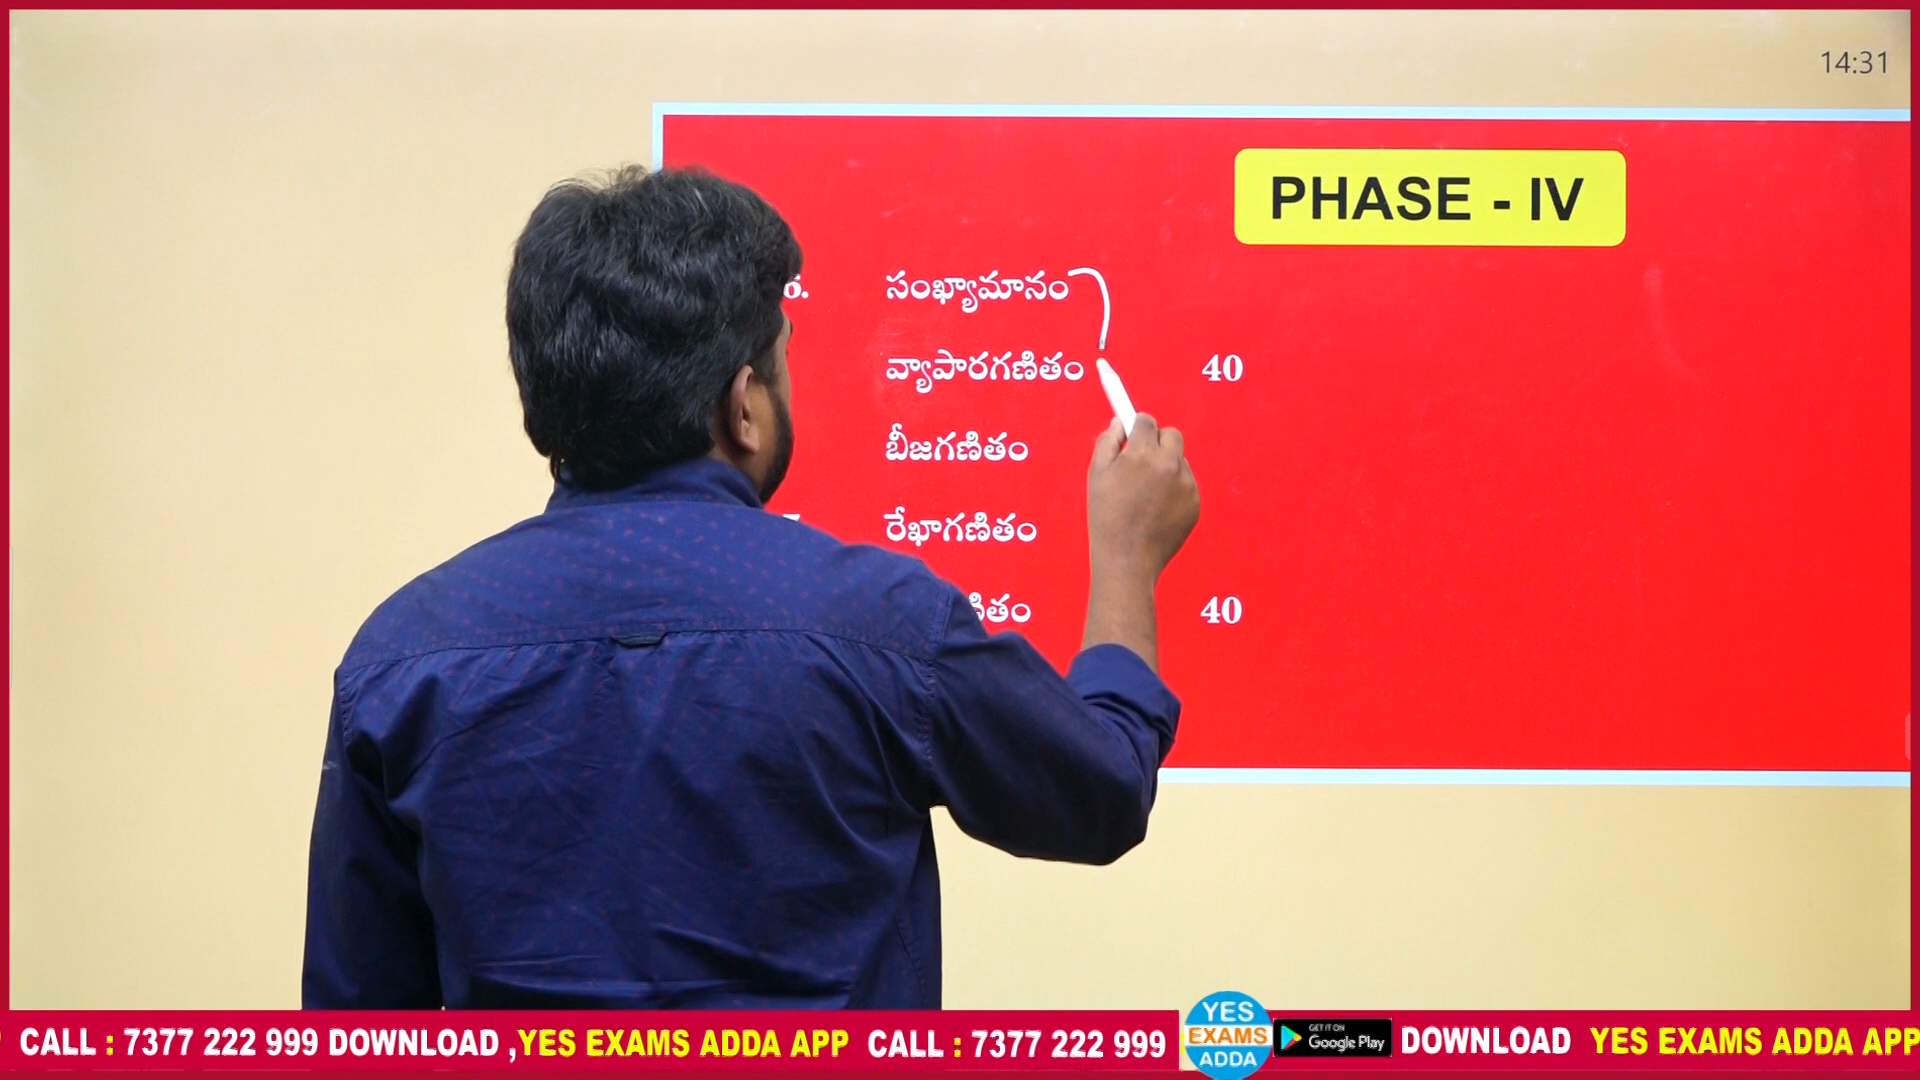 14:31
PHASE - IV
6. సంఖ్యామానం
వ్యాపారగణితం 40
బీజగణితం
రేఖాగణితం
40
CALL : 7377 222 999 DOWNLOAD ,YES EXAMS ADDA APP CALL : 7377 222 999 YES EXAMS ADDA GET IT ON Google Play DOWNLOAD YES EXAMS ADDA APP